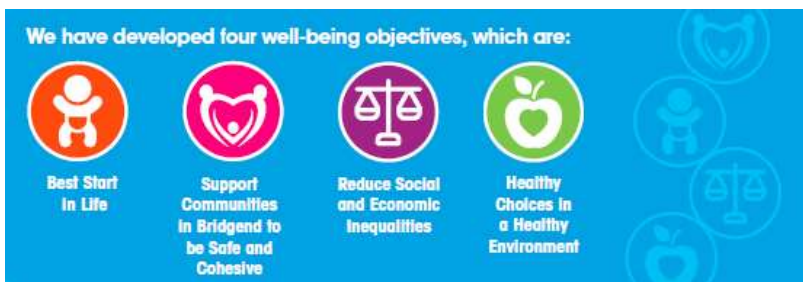 We have developed four well-being objectives, which are:
Best Start
in Life
Support
Communities
in Bridgend to
be Safe and
Cohesive
Reduce Social
and Economic
Inequalities
Healthy
Choices in
a Healthy
Environment